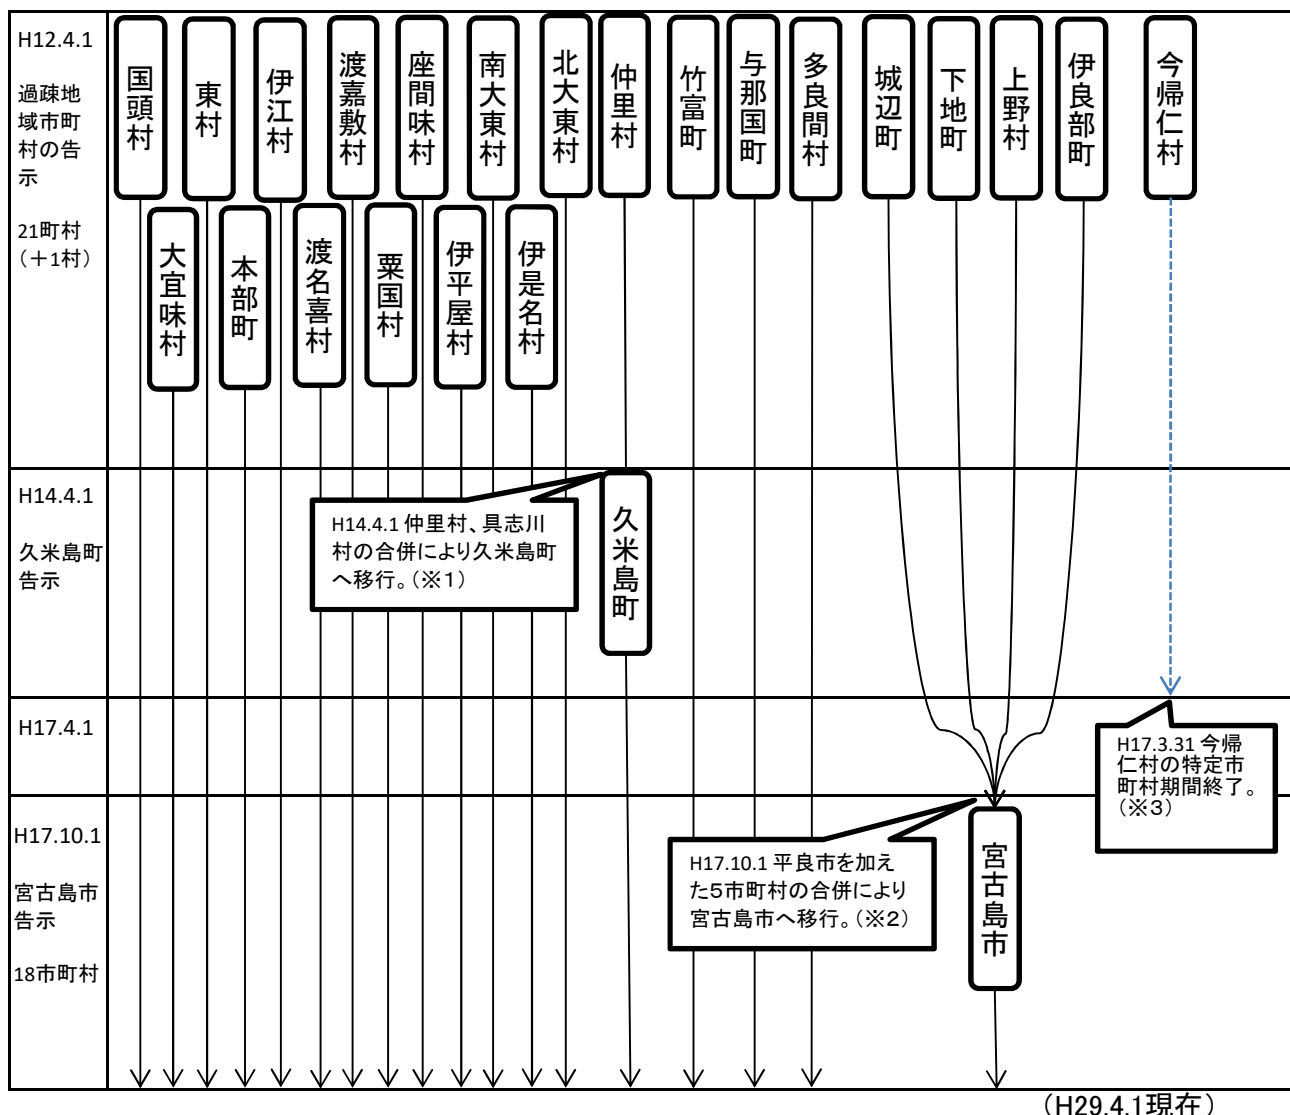 H12.4.1
過疎地
域市町
村の告
示
21町村
(+1村)
国頭村
東村
伊江村
渡嘉敷村
座間味村
南大東村
北大東村
仲里村
竹富町
与那国町
多良間村
城辺町
下地町
上野村
伊良部町
今帰仁村
大宜味村
本部町
渡名喜村
粟国村
伊平屋村
伊是名村
H14.4.1
久米島町
告示
H14.4.1 仲里村、具志川
村の合併により久米島町
へ移行。(※1)
久米島町
H17.4.1
H17.3.31 今帰
仁村の特定市
町村期間終了。
(※3)
H17.10.1
宮古島市
告示
18市町村
H17.10.1 平良市を加え
た5市町村の合併により
宮古島市へ移行。(※2)
宮古島市
(H29.4.1現在)